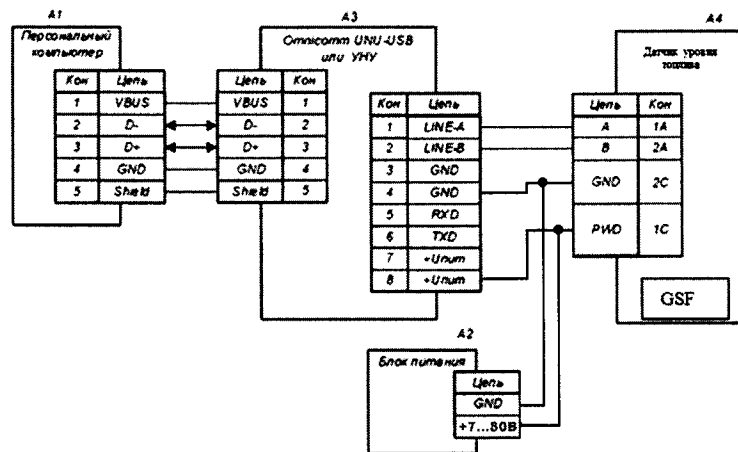 A1
Персональный
компьютер
Кон Цепь
1 VBUS
2 D-
3 D+
4 GND
5 Shield
A3
Omnicomm UNU-USB
или УНУ
Цепь Кон
VBUS 1
D- 2
D+ 3
GND 4
Shield 5
Кон Цепь
1 LINE-A
2 LINE-B
3 GND
4 GND
5 RXD
6 TXD
7 +Uпит
8 +Uпит
A4
Датчик уровня
топлива
Цепь Кон
A 1A
B 2A
GND 2C
PWD 1C
GSF
A2
Блок питания
Цепь
GND
+7...80В